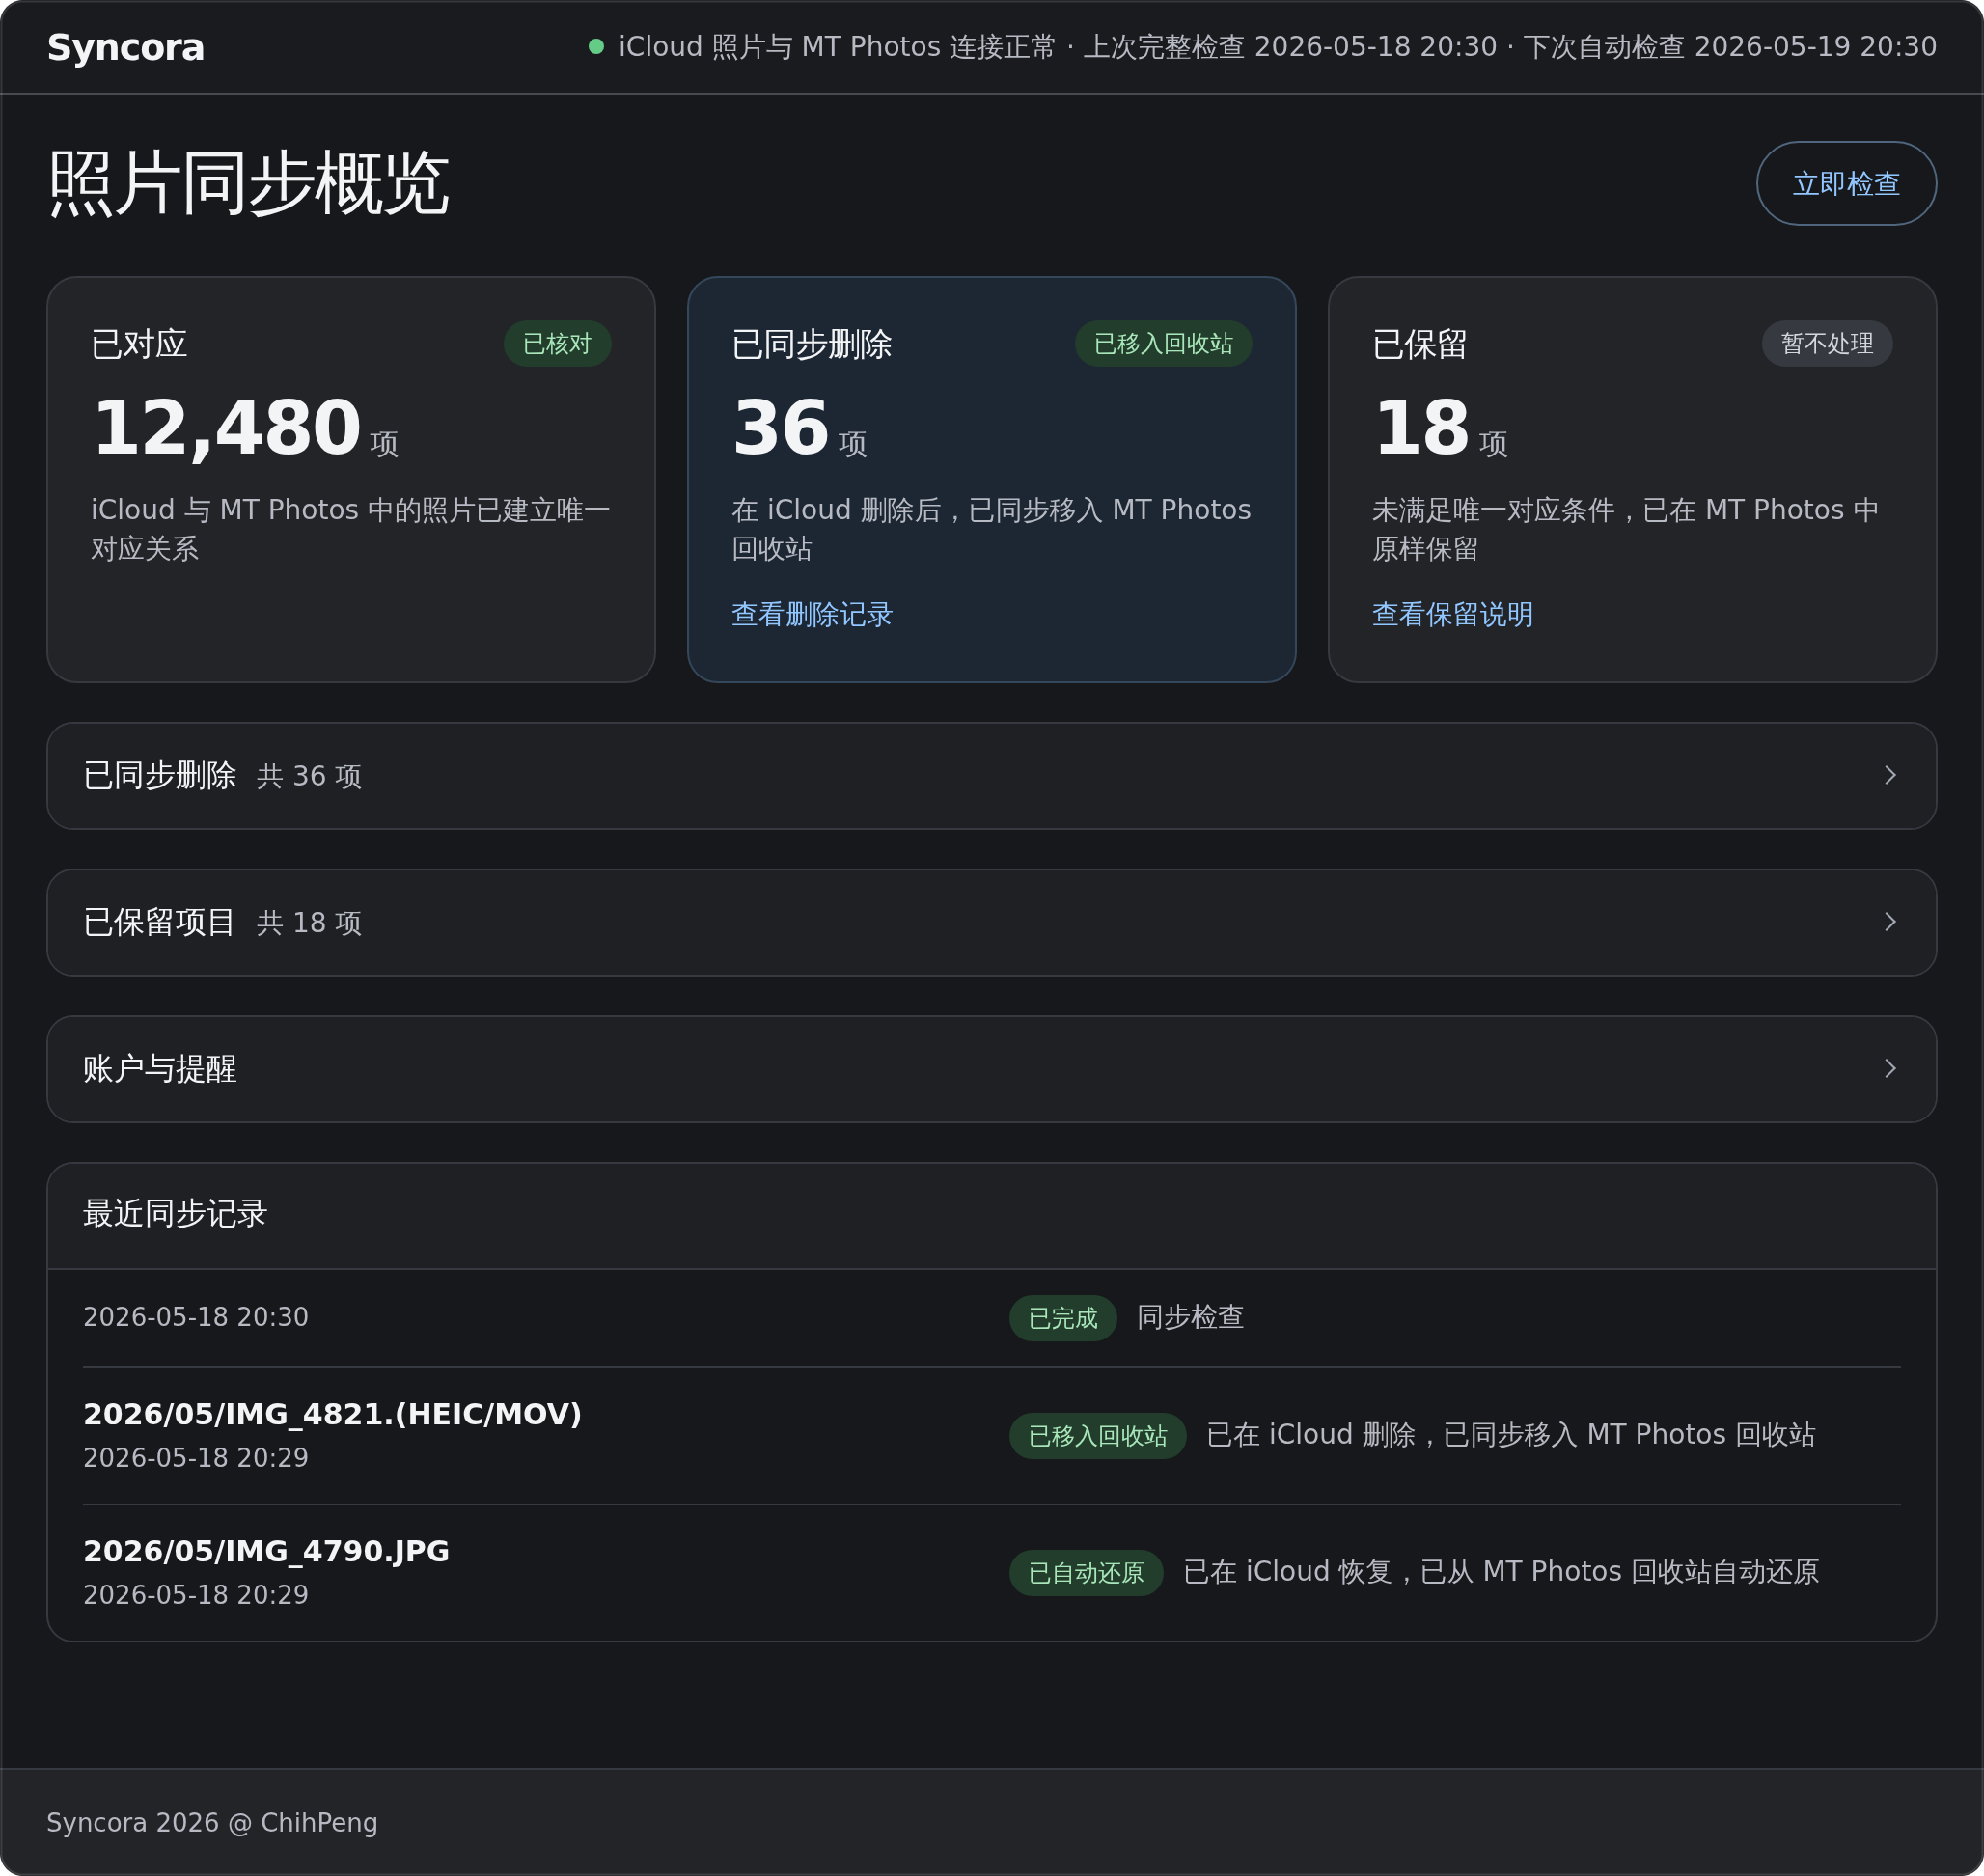 Syncora
iCloud 照片与 MT Photos 连接正常 · 上次完整检查 2026-05-18 20:30 · 下次自动检查 2026-05-19 20:30
照片同步概览
立即检查
已对应
已核对
12,480 项
iCloud 与 MT Photos 中的照片已建立唯一
对应关系
已同步删除
已移入回收站
36 项
在 iCloud 删除后，已同步移入 MT Photos
回收站
查看删除记录
已保留
暂不处理
18 项
未满足唯一对应条件，已在 MT Photos 中
原样保留
查看保留说明
已同步删除 共 36 项
已保留项目 共 18 项
账户与提醒
最近同步记录
2026-05-18 20:30
已完成 同步检查
2026/05/IMG_4821.(HEIC/MOV)
2026-05-18 20:29
已移入回收站 已在 iCloud 删除，已同步移入 MT Photos 回收站
2026/05/IMG_4790.JPG
2026-05-18 20:29
已自动还原 已在 iCloud 恢复，已从 MT Photos 回收站自动还原
Syncora 2026 @ ChihPeng